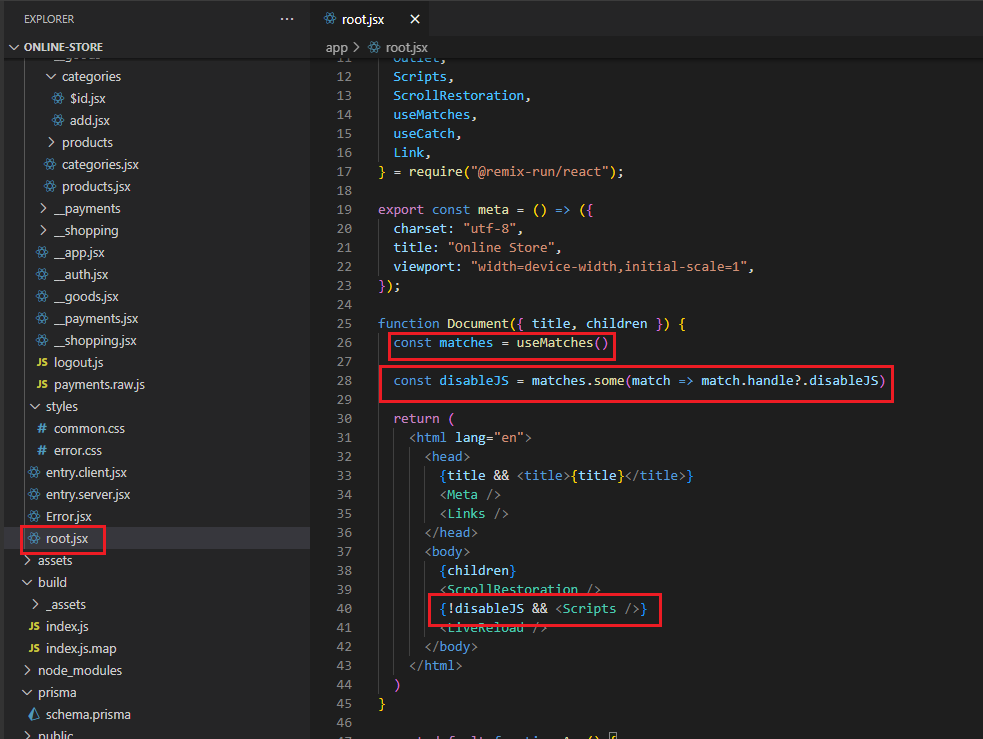 EXPLORER
ONLINE-STORE
categories
$id.jsx
add.jsx
products
categories.jsx
products.jsx
__payments
__shopping
__app.jsx
__auth.jsx
__goods.jsx
__payments.jsx
__shopping.jsx
JS logout.js
JS payments.raw.js
styles
# common.css
# error.css
entry.client.jsx
entry.server.jsx
Error.jsx
root.jsx
assets
build
_assets
JS index.js
JS index.js.map
node_modules
prisma
schema.prisma
public
root.jsx
app > root.jsx
11 Outlet,
12 Scripts,
13 ScrollRestoration,
14 useMatches,
15 useCatch,
16 Link,
17 } = require("@remix-run/react");
18
19 export const meta = () => ({
20 charset: "utf-8",
21 title: "Online Store",
22 viewport: "width=device-width,initial-scale=1",
23 });
24
25 function Document({ title, children }) {
26 const matches = useMatches()
27
28 const disableJS = matches.some(match => match.handle?.disableJS)
29
30 return (
31 <html lang="en">
32 <head>
33 {title && <title>{title}</title>}
34 <Meta />
35 <Links />
36 </head>
37 <body>
38 {children}
39 <ScrollRestoration />
40 {!disableJS && <Scripts />}
41 <LiveReload />
42 </body>
43 </html>
44 )
45 }
46